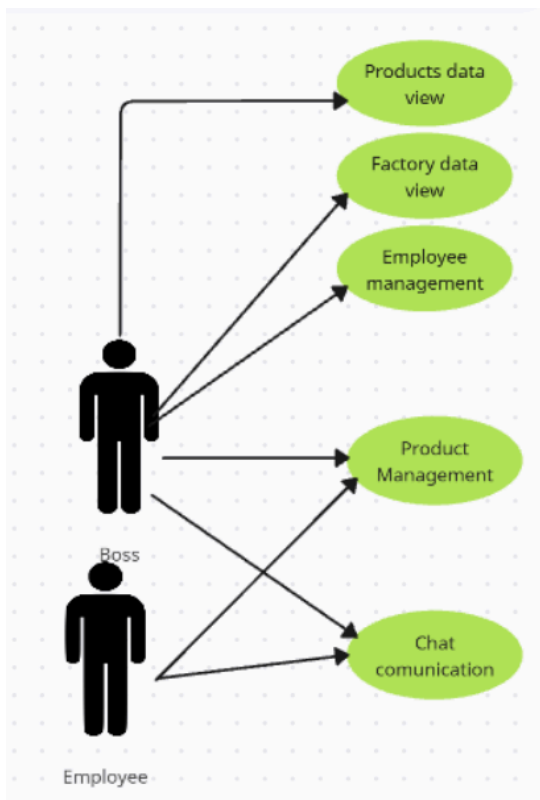 Products data
view
Factory data
view
Employee
management
Product
Management
Boss
Chat
comunication
Employee